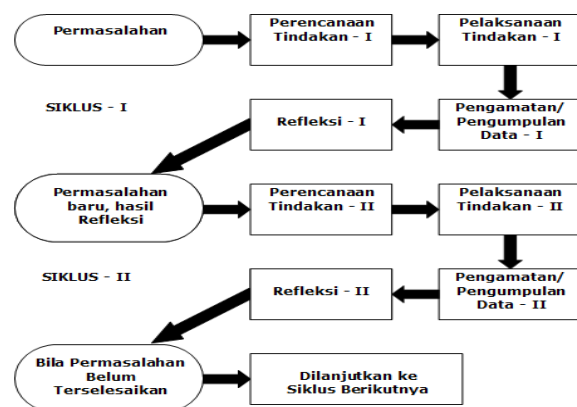 Permasalahan
Perencanaan
Tindakan - I
Pelaksanaan
Tindakan - I
SIKLUS - I
Refleksi - I
Pengamatan/
Pengumpulan
Data - I
Permasalahan
baru, hasil
Refleksi
Perencanaan
Tindakan - II
Pelaksanaan
Tindakan - II
SIKLUS - II
Refleksi - II
Pengamatan/
Pengumpulan
Data - II
Bila Permasalahan
Belum
Terselesaikan
Dilanjutkan ke
Siklus Berikutnya